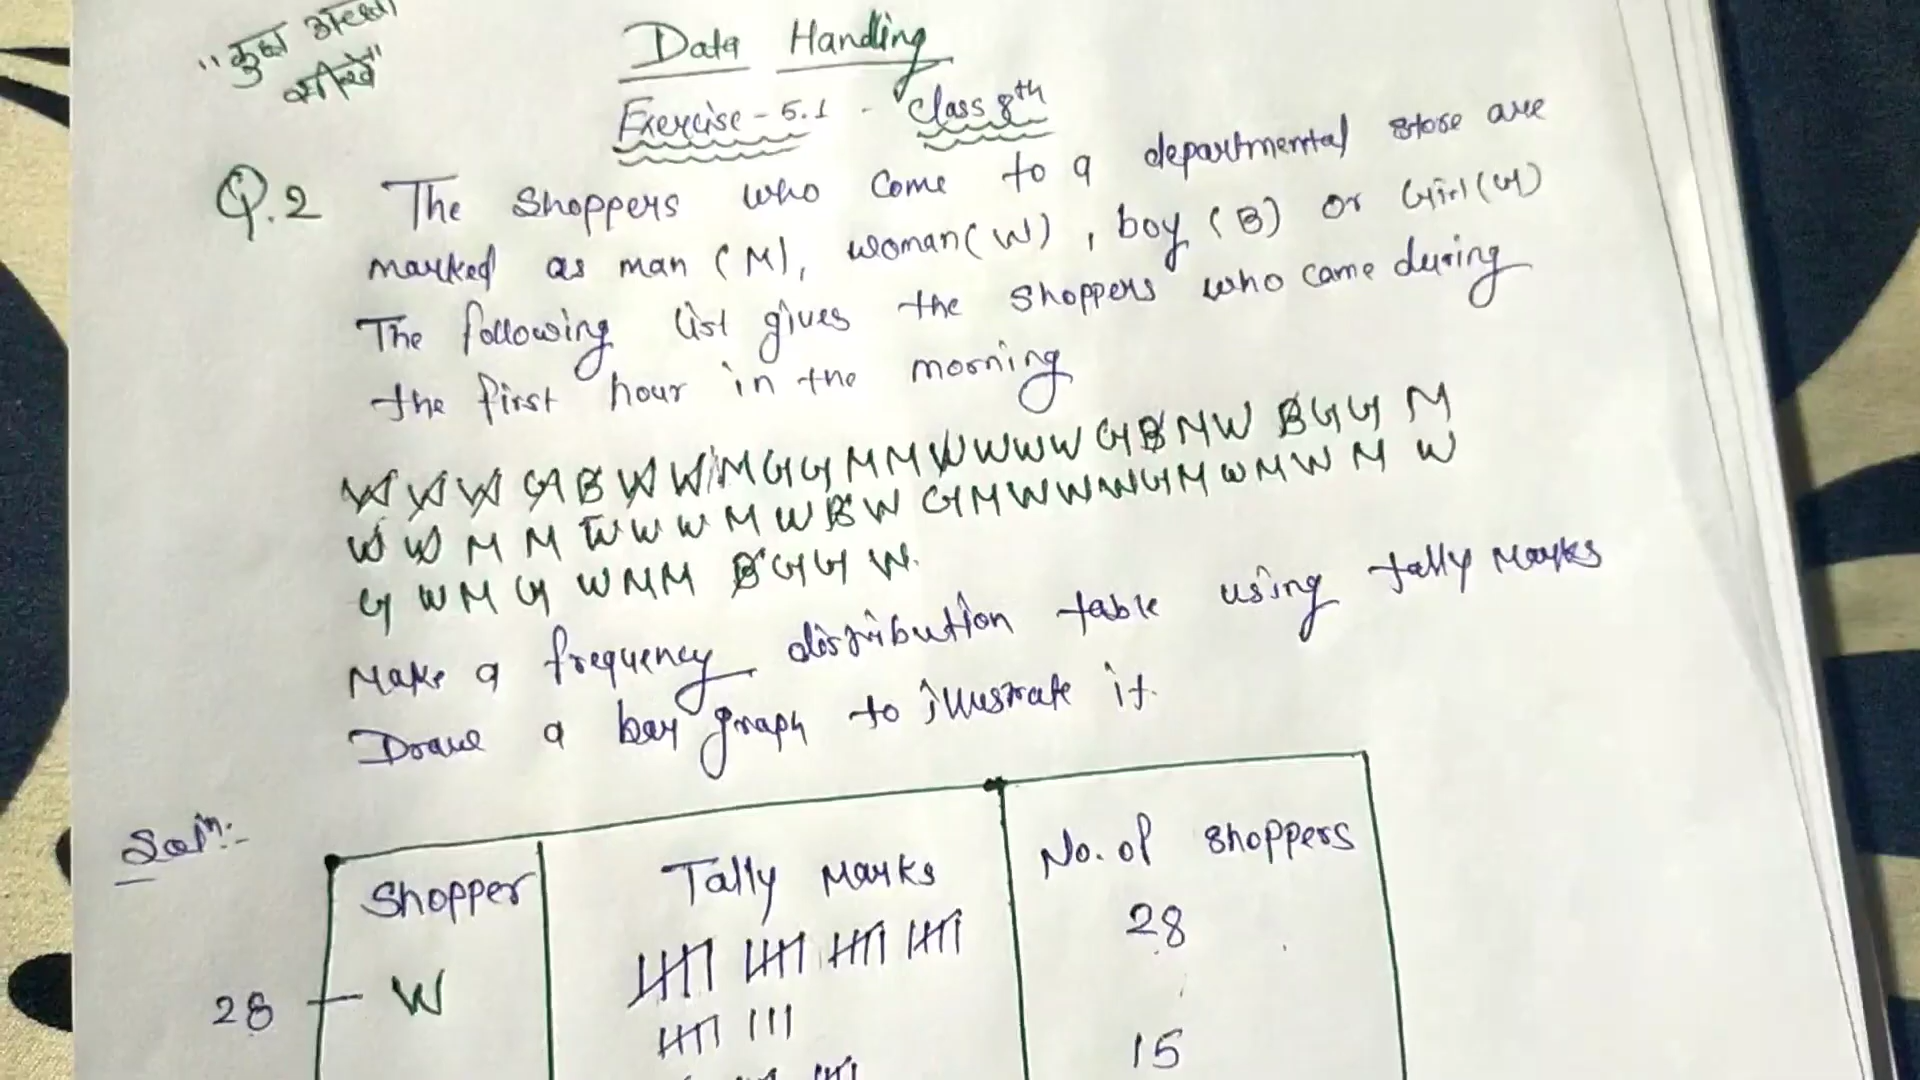 "कुछ अच्छा
सीखें"
Data Handling
Exercise - 5.1 - Class 8th
Q.2 The Shoppers who Come to a departmental store are
marked as man (M), woman (W), boy (B) or Girl (G)
The following list gives the shoppers who came during
the first hour in the morning
W W W G B W W M G G M M W W W W G B M W B G G M
W W M M W W W M W B W G M W W W W G M W M W M W
G W M G W M M B G G W.
Make a frequency distribution table using tally Marks
Draw a bar graph to illusrate it.
Soln:-
Shopper Tally Marks No. of shoppers
28 — W 28
15